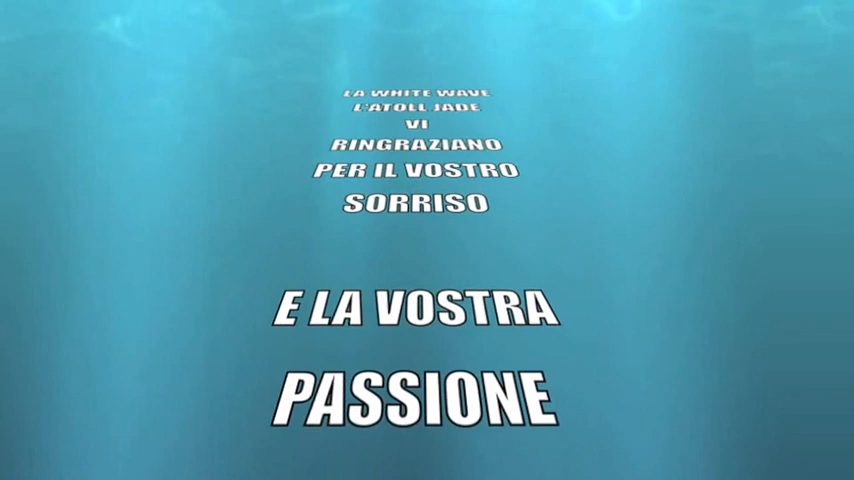 LA WHITE WAVE
L'ATOLL JADE
VI
RINGRAZIANO
PER IL VOSTRO
SORRISO
E LA VOSTRA
PASSIONE